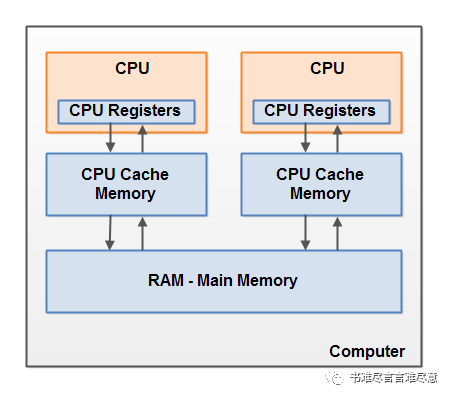 CPU
CPU
CPU Registers
CPU Registers
CPU Cache
Memory
CPU Cache
Memory
RAM - Main Memory
Computer
书难尽言言难尽意